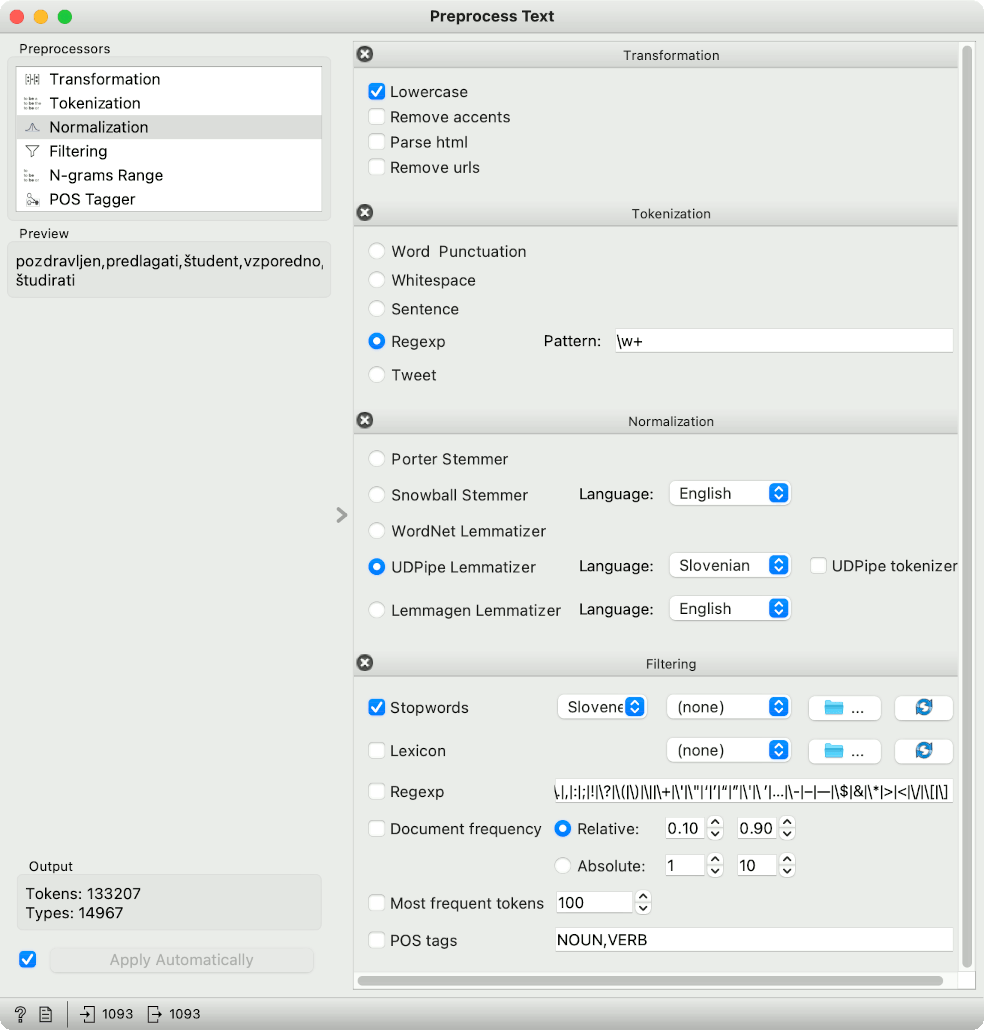 Preprocess Text
Preprocessors
Transformation
Tokenization
Normalization
Filtering
N-grams Range
POS Tagger
Preview
pozdravljen,predlagati,študent,vzporedno,
študirati
Output
Tokens: 133207
Types: 14967
Apply Automatically
1093 1093
Transformation
Lowercase
Remove accents
Parse html
Remove urls
Tokenization
Word Punctuation
Whitespace
Sentence
Regexp Pattern: \w+
Tweet
Normalization
Porter Stemmer
Snowball Stemmer Language: English
WordNet Lemmatizer
UDPipe Lemmatizer Language: Slovenian UDPipe tokenizer
Lemmagen Lemmatizer Language: English
Filtering
Stopwords Slovene (none) ...
Lexicon (none) ...
Regexp
Document frequency Relative: 0.10 0.90
Absolute: 1 10
Most frequent tokens 100
POS tags NOUN,VERB